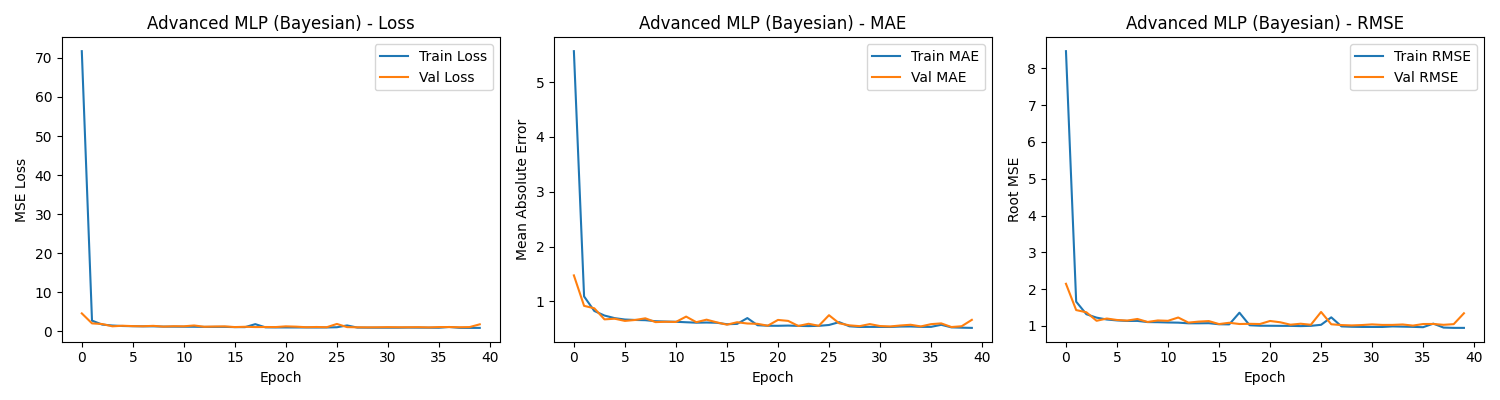 Advanced MLP (Bayesian) - Loss
MSE Loss
70
60
50
40
30
20
10
0
Train Loss
Val Loss
0 5 10 15 20 25 30 35 40
Epoch
Advanced MLP (Bayesian) - MAE
Mean Absolute Error
5
4
3
2
1
Train MAE
Val MAE
0 5 10 15 20 25 30 35 40
Epoch
Advanced MLP (Bayesian) - RMSE
Root MSE
8
7
6
5
4
3
2
1
Train RMSE
Val RMSE
0 5 10 15 20 25 30 35 40
Epoch